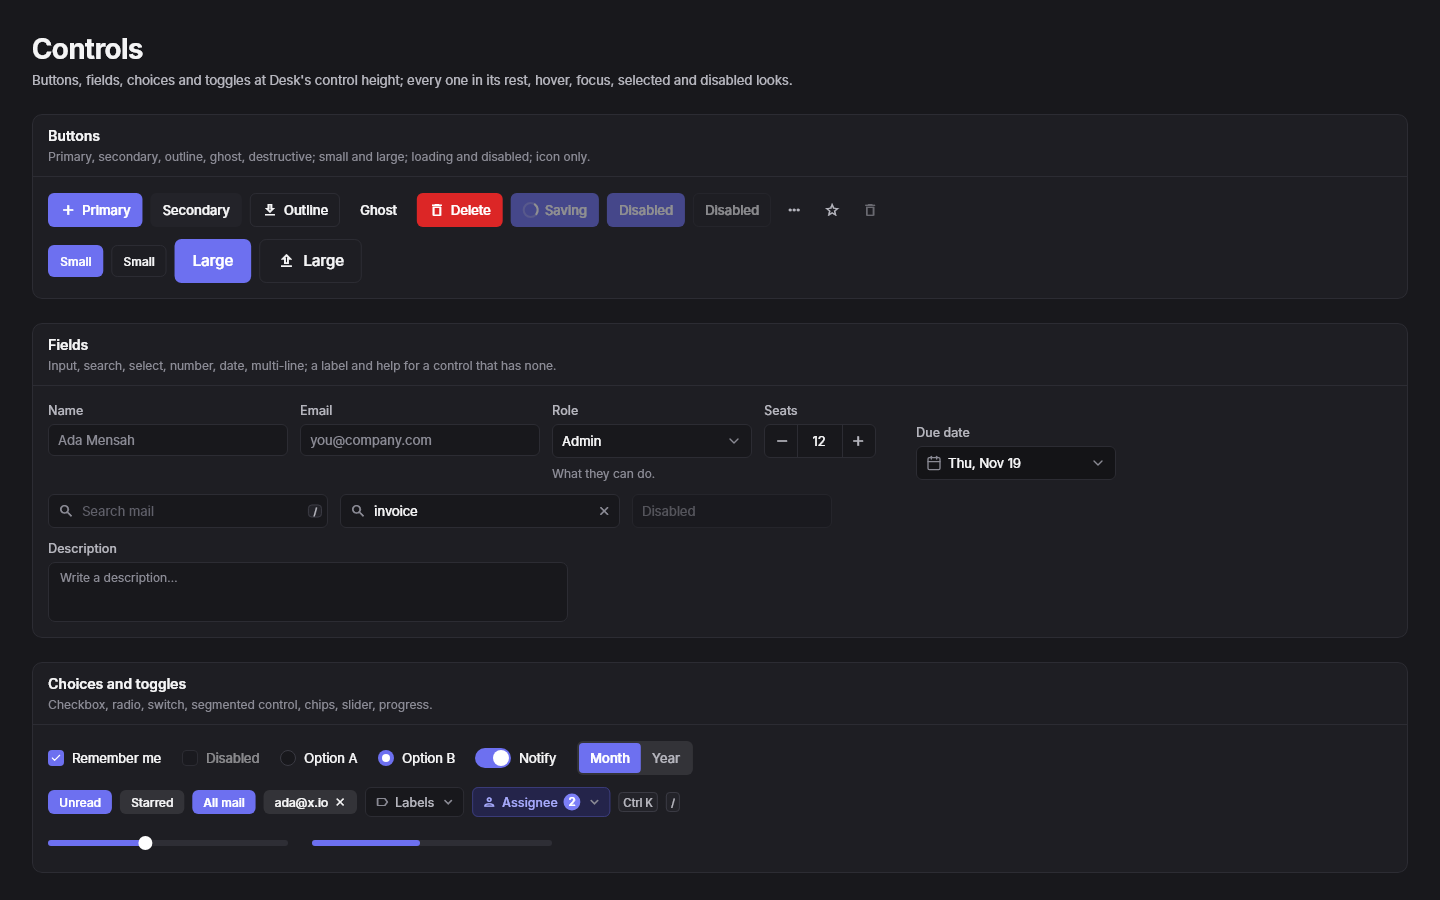 Controls
Buttons, fields, choices and toggles at Desk's control height; every one in its rest, hover, focus, selected and disabled looks.
Buttons
Primary, secondary, outline, ghost, destructive; small and large; loading and disabled; icon only.
Primary Secondary Outline Ghost Delete Saving Disabled Disabled
Small Small Large Large
Fields
Input, search, select, number, date, multi-line; a label and help for a control that has none.
Name Email Role Seats
Due date
Ada Mensah you@company.com Admin 12
Thu, Nov 19
What they can do.
Search mail / invoice Disabled
Description
Write a description...
Choices and toggles
Checkbox, radio, switch, segmented control, chips, slider, progress.
Remember me Disabled Option A Option B Notify Month Year
Unread Starred All mail ada@x.io Labels Assignee 2 Ctrl K /